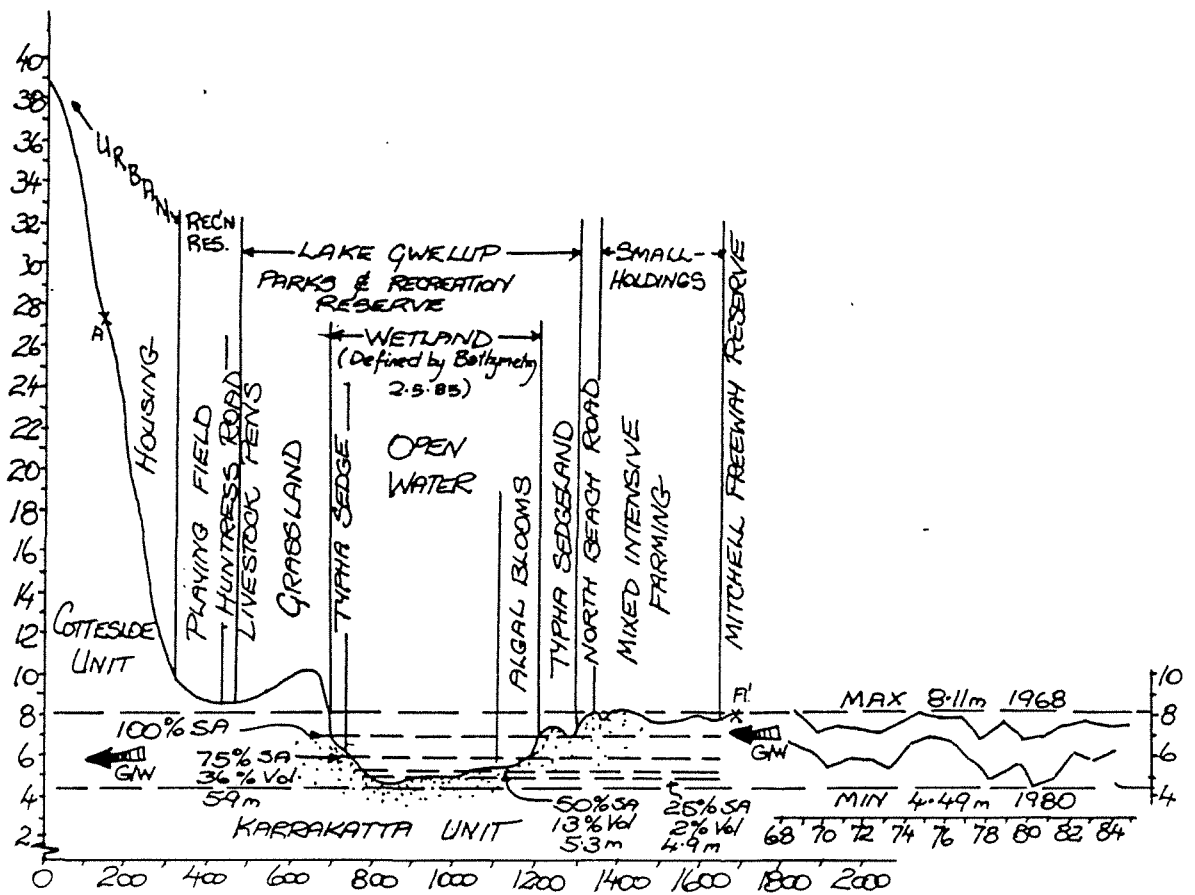 40
38
36
34
32
30
28
26
24
22
20
18
16
14
12
10
8
6
4
2
URBAN
REC'N
RES.
LAKE GWELUP
PARKS & RECREATION
RESERVE
SMALL-
HOLDINGS
WETLAND
(Defined by Bathymetry
2.5.85)
A
HOUSING
PLAYING FIELD
HUNTRESS ROAD
LIVESTOCK PENS
GRASSLAND
TYPHA SEDGE
OPEN
WATER
ALGAL BLOOMS
TYPHA SEDGELAND
NORTH BEACH ROAD
MIXED INTENSIVE
FARMING
MITCHELL FREEWAY RESERVE
COTTESLOE
UNIT
100% SA
75% SA
36% Vol
5.9m
G/W
50% SA
13% Vol
5.3m
25% SA
2% Vol
4.9m
KARRAKATTA UNIT
A'
G/W
MAX 8.11m 1968
MIN 4.49m 1980
10
8
6
4
68 70 72 74 76 78 80 82 84
0 200 400 600 800 1000 1200 1400 1600 1800 2000